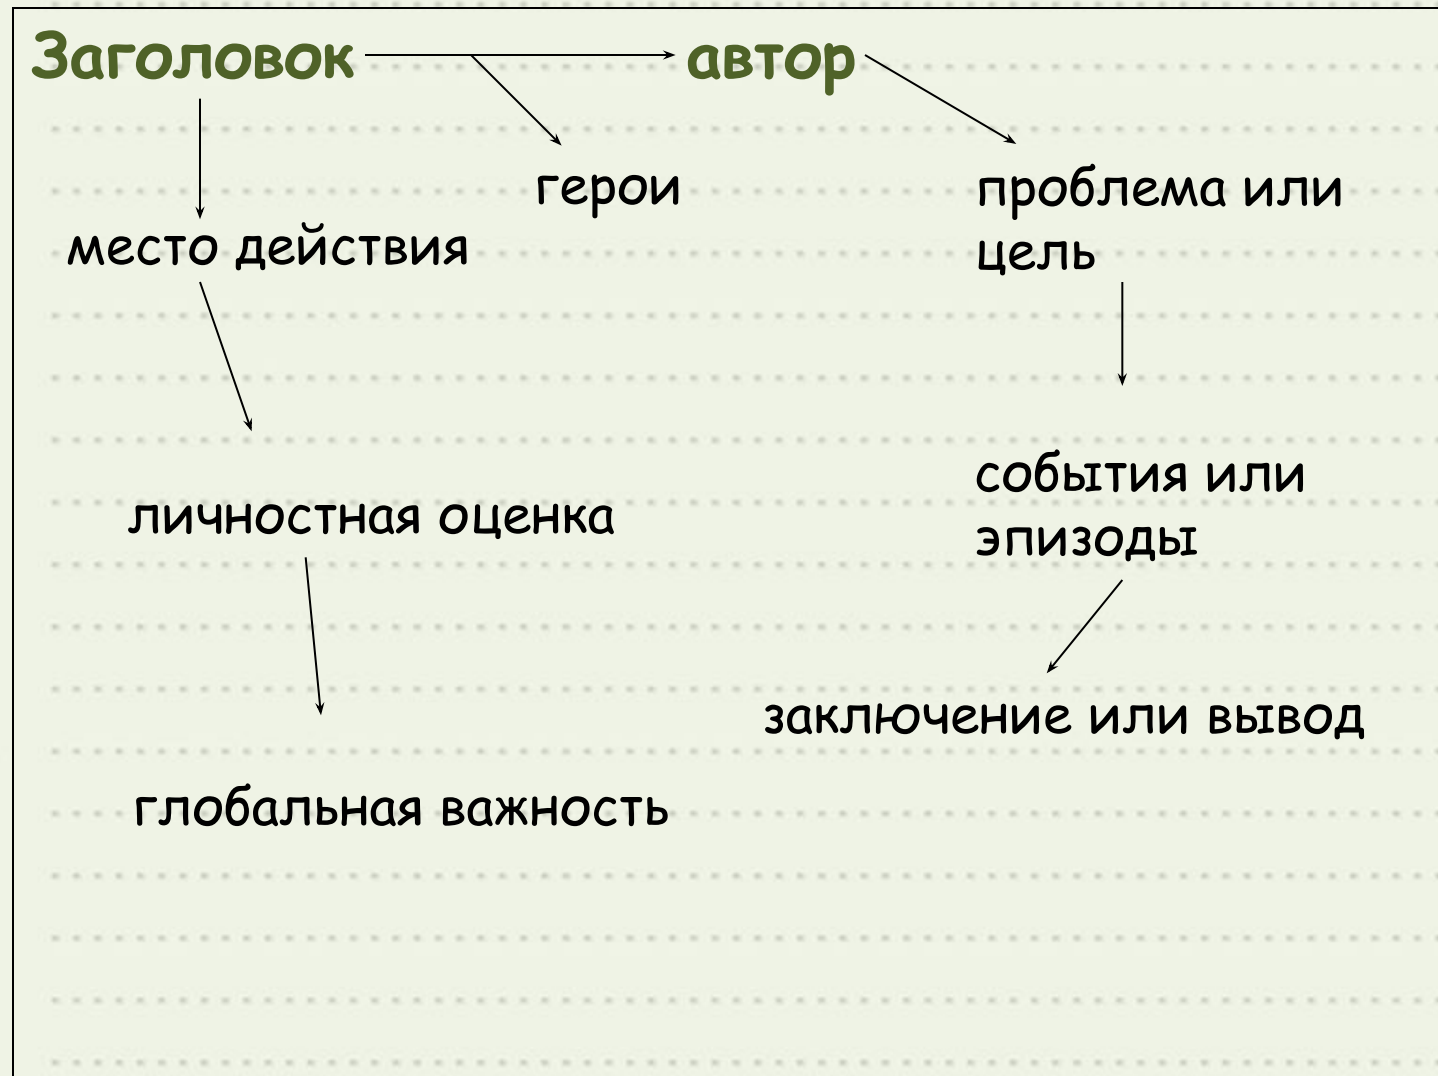 Заголовок автор
герои
проблема или
цель
место действия
события или
эпизоды
личностная оценка
заключение или вывод
глобальная важность